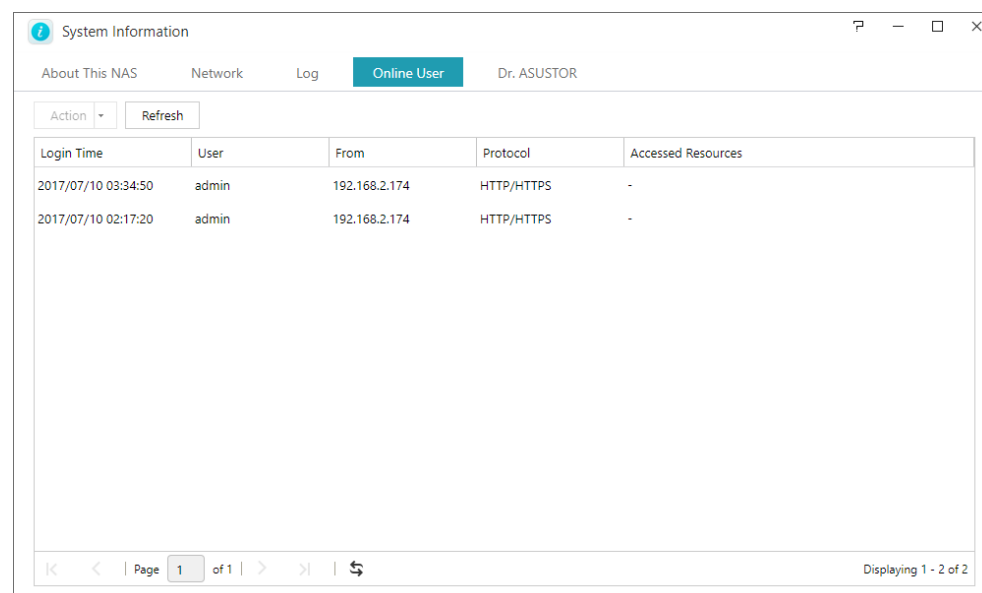 System Information
About This NAS Network Log Online User Dr. ASUSTOR
Action Refresh
Login Time User From Protocol Accessed Resources
2017/07/10 03:34:50 admin 192.168.2.174 HTTP/HTTPS -
2017/07/10 02:17:20 admin 192.168.2.174 HTTP/HTTPS -
Page 1 of 1 Displaying 1 - 2 of 2